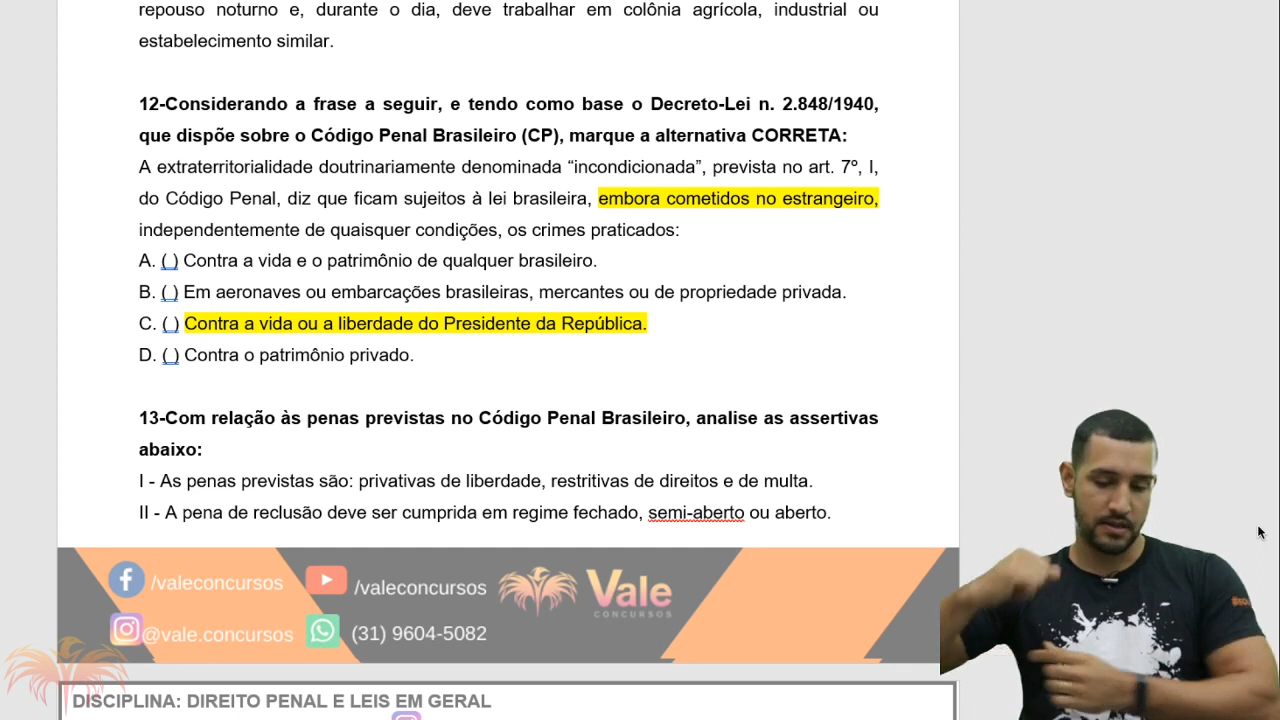 repouso noturno e, durante o dia, deve trabalhar em colônia agrícola, industrial ou
estabelecimento similar.
12-Considerando a frase a seguir, e tendo como base o Decreto-Lei n. 2.848/1940,
que dispõe sobre o Código Penal Brasileiro (CP), marque a alternativa CORRETA:
A extraterritorialidade doutrinariamente denominada “incondicionada”, prevista no art. 7º, I,
do Código Penal, diz que ficam sujeitos à lei brasileira, embora cometidos no estrangeiro,
independentemente de quaisquer condições, os crimes praticados:
A. ( ) Contra a vida e o patrimônio de qualquer brasileiro.
B. ( ) Em aeronaves ou embarcações brasileiras, mercantes ou de propriedade privada.
C. ( ) Contra a vida ou a liberdade do Presidente da República.
D. ( ) Contra o patrimônio privado.
13-Com relação às penas previstas no Código Penal Brasileiro, analise as assertivas
abaixo:
I - As penas previstas são: privativas de liberdade, restritivas de direitos e de multa.
II - A pena de reclusão deve ser cumprida em regime fechado, semi-aberto ou aberto.
/valeconcursos
/valeconcursos
Vale
CONCURSOS
@vale.concursos
(31) 9604-5082
DISCIPLINA: DIREITO PENAL E LEIS EM GERAL